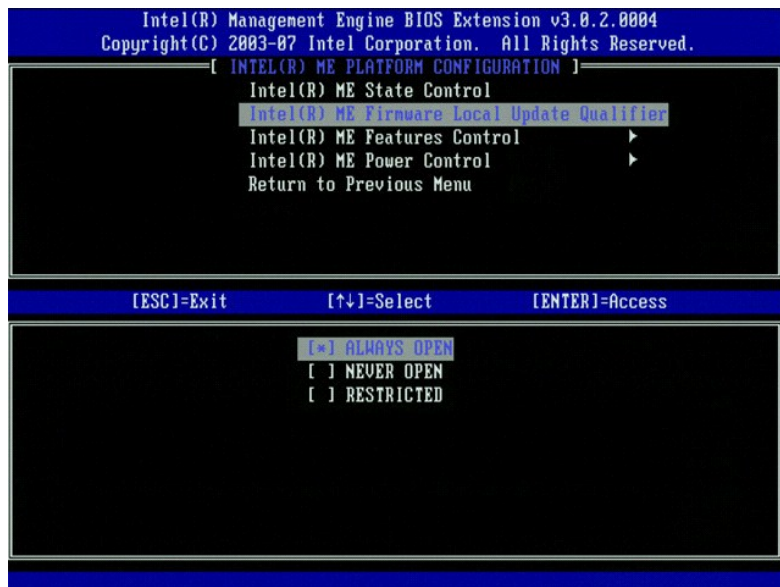 Intel(R) Management Engine BIOS Extension v3.0.2.0004
Copyright(C) 2003-07 Intel Corporation. All Rights Reserved.
[ INTEL(R) ME PLATFORM CONFIGURATION ]
Intel(R) ME State Control
Intel(R) ME Firmware Local Update Qualifier
Intel(R) ME Features Control ►
Intel(R) ME Power Control ►
Return to Previous Menu
[ESC]=Exit [↑↓]=Select [ENTER]=Access
[*] ALWAYS OPEN
[ ] NEVER OPEN
[ ] RESTRICTED